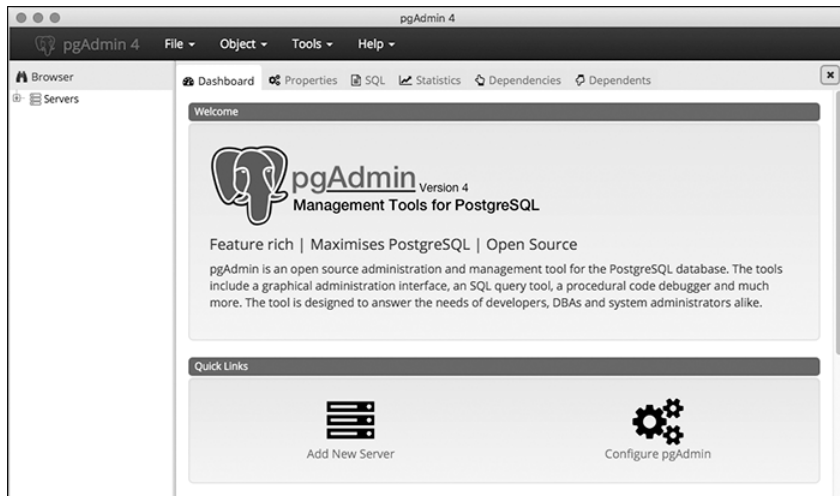 pgAdmin 4
pgAdmin 4 File Object Tools Help
Browser
Dashboard Properties SQL Statistics Dependencies Dependents
Servers
Welcome
pgAdmin Version 4
Management Tools for PostgreSQL
Feature rich | Maximises PostgreSQL | Open Source
pgAdmin is an open source administration and management tool for the PostgreSQL database. The tools
include a graphical administration interface, an SQL query tool, a procedural code debugger and much
more. The tool is designed to answer the needs of developers, DBAs and system administrators alike.
Quick Links
Add New Server
Configure pgAdmin